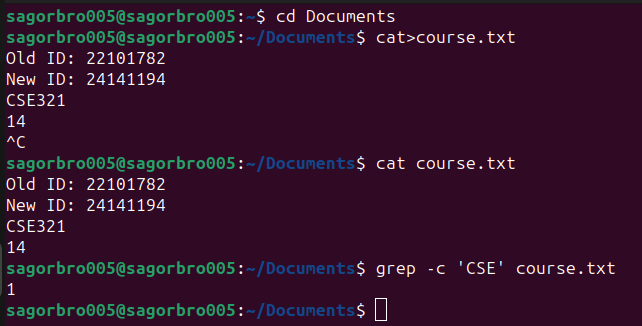 sagorbro005@sagorbro005:~$ cd Documents
sagorbro005@sagorbro005:~/Documents$ cat>course.txt
Old ID: 22101782
New ID: 24141194
CSE321
14
^C
sagorbro005@sagorbro005:~/Documents$ cat course.txt
Old ID: 22101782
New ID: 24141194
CSE321
14
sagorbro005@sagorbro005:~/Documents$ grep -c 'CSE' course.txt
1
sagorbro005@sagorbro005:~/Documents$